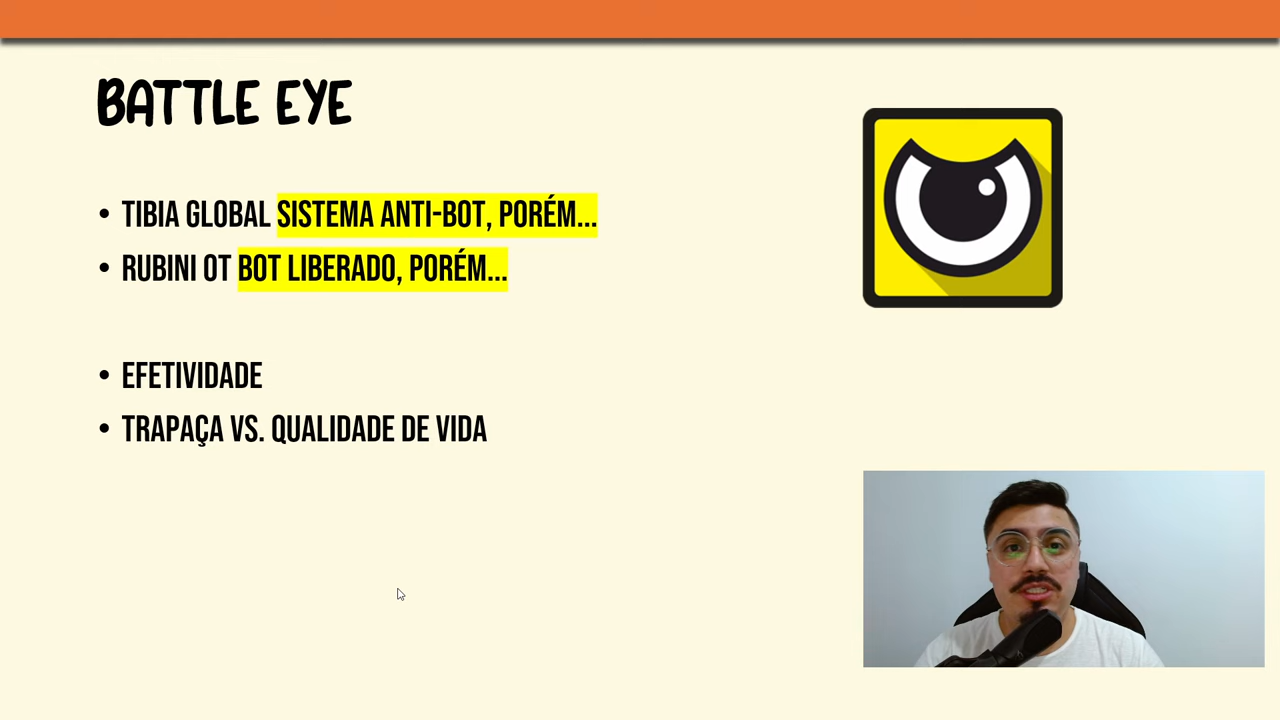 BATTLE EYE
• TIBIA GLOBAL SISTEMA ANTI-BOT, PORÉM...
• RUBINI OT BOT LIBERADO, PORÉM...
• EFETIVIDADE
• TRAPAÇA VS. QUALIDADE DE VIDA